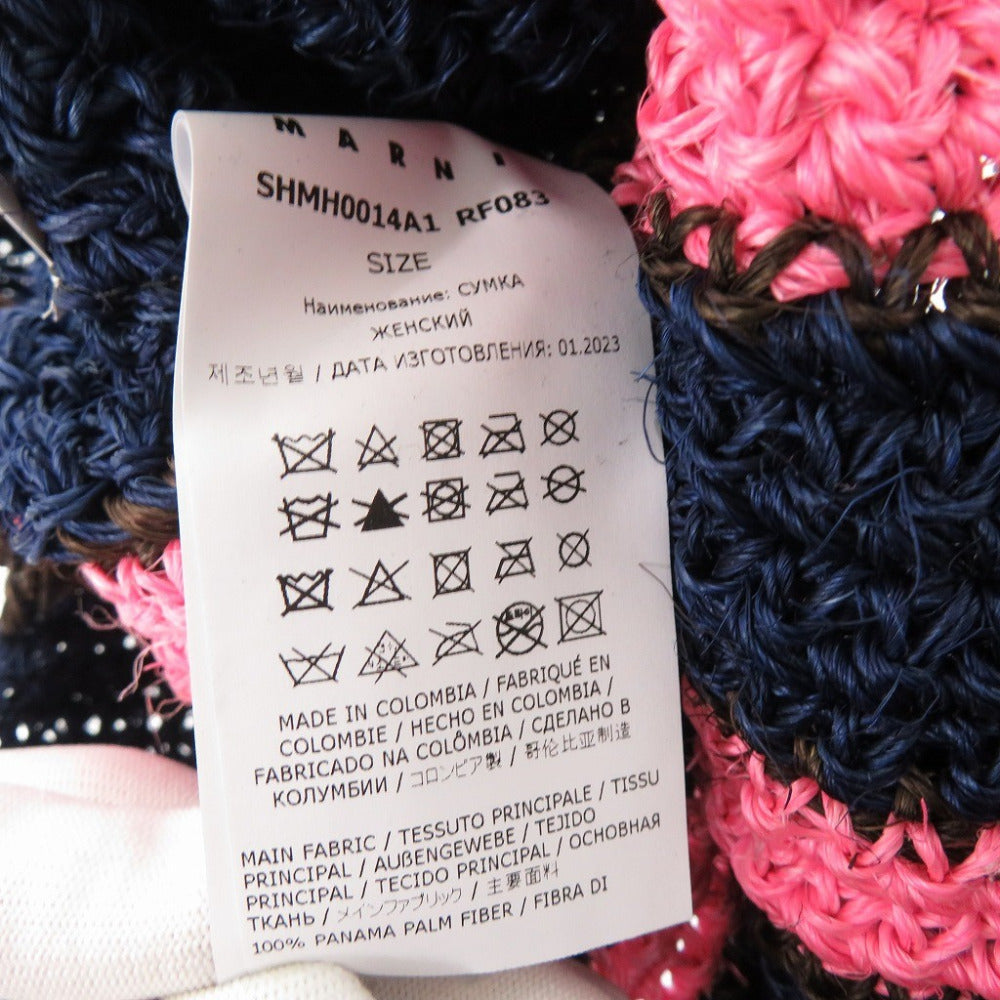 MARNI
SHMH0014A1 RF083
SIZE
Наименование: СУМКА
ЖЕНСКИЙ
제조년월 / ДАТА ИЗГОТОВЛЕНИЯ: 01.2023
MADE IN COLOMBIA / FABRIQUÉ EN
COLOMBIE / HECHO EN COLOMBIA /
FABRICADO NA COLÔMBIA / СДЕЛАНО В
КОЛУМБИИ / コロンビア製 / 哥伦比亚制造
MAIN FABRIC / TESSUTO PRINCIPALE / TISSU
PRINCIPAL / AUßENGEWEBE / TEJIDO
PRINCIPAL / TECIDO PRINCIPAL / ОСНОВНАЯ
ТКАНЬ / メインファブリック / 主要面料
100% PANAMA PALM FIBER / FIBRA DI